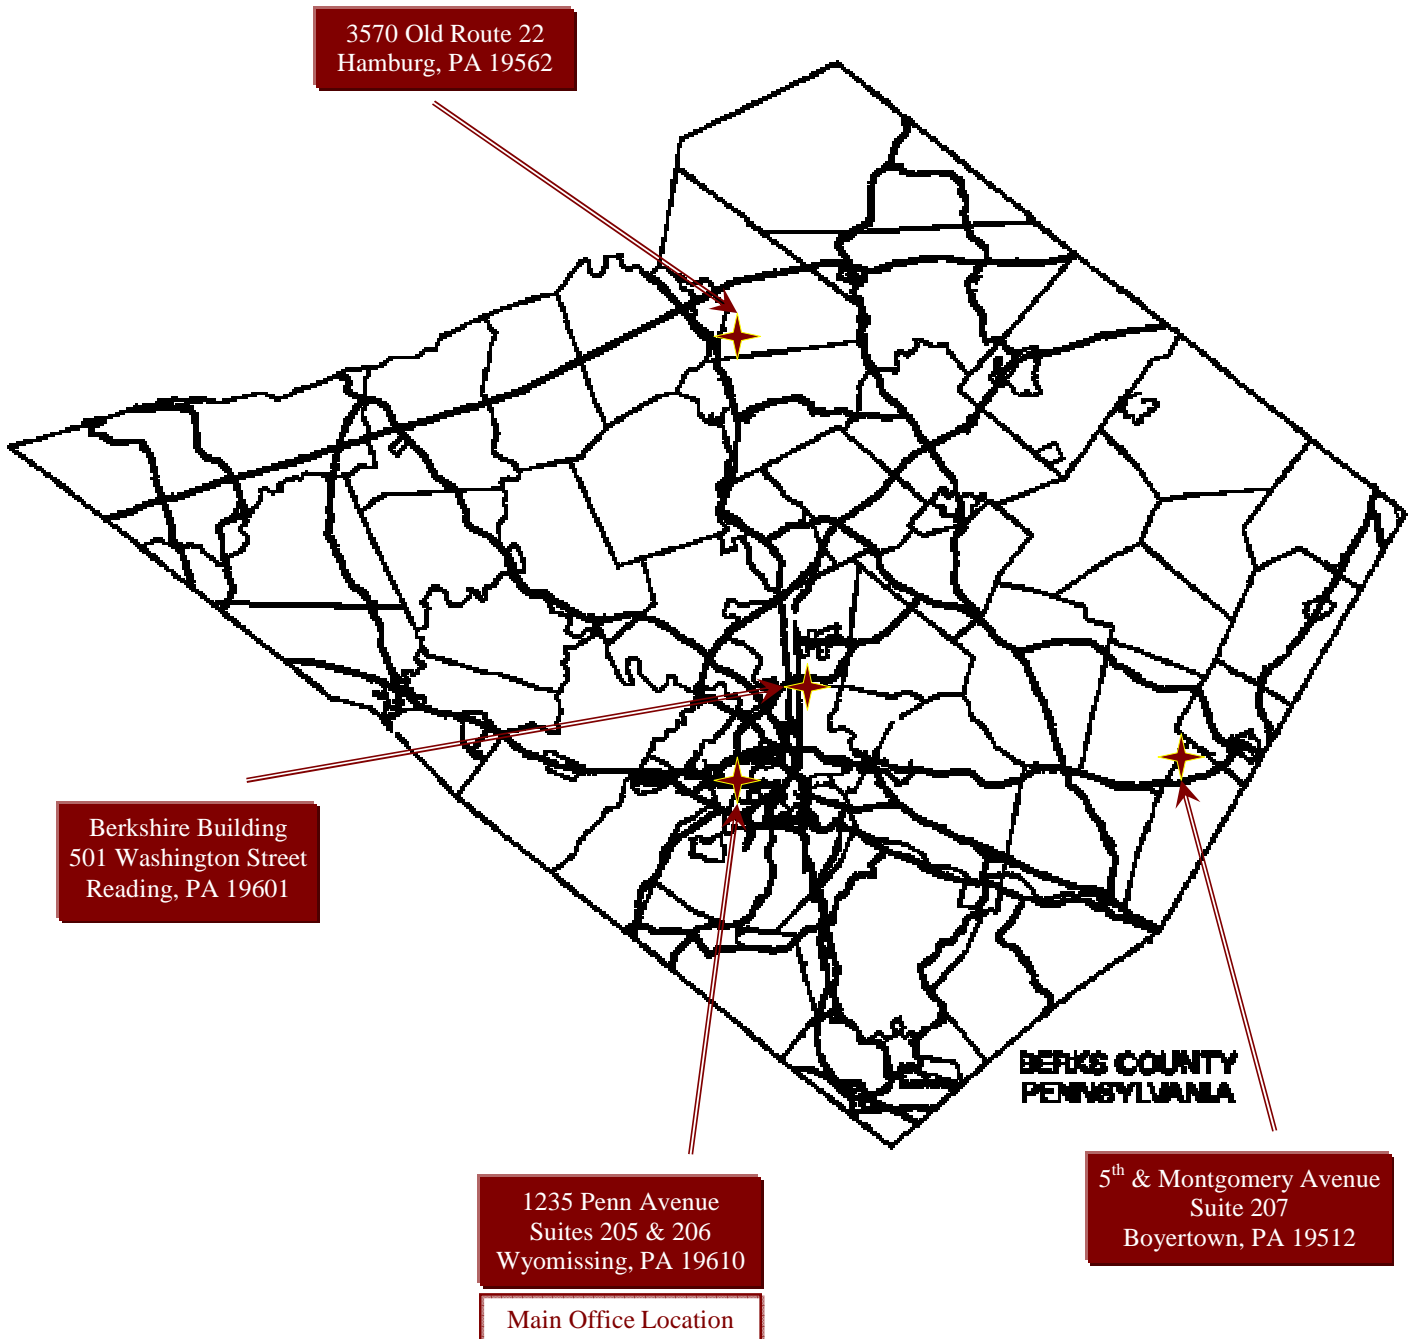 3570 Old Route 22
Hamburg, PA 19562
Berkshire Building
501 Washington Street
Reading, PA 19601
BERKS COUNTY
PENNSYLVANIA
5th & Montgomery Avenue
Suite 207
Boyertown, PA 19512
1235 Penn Avenue
Suites 205 & 206
Wyomissing, PA 19610
Main Office Location